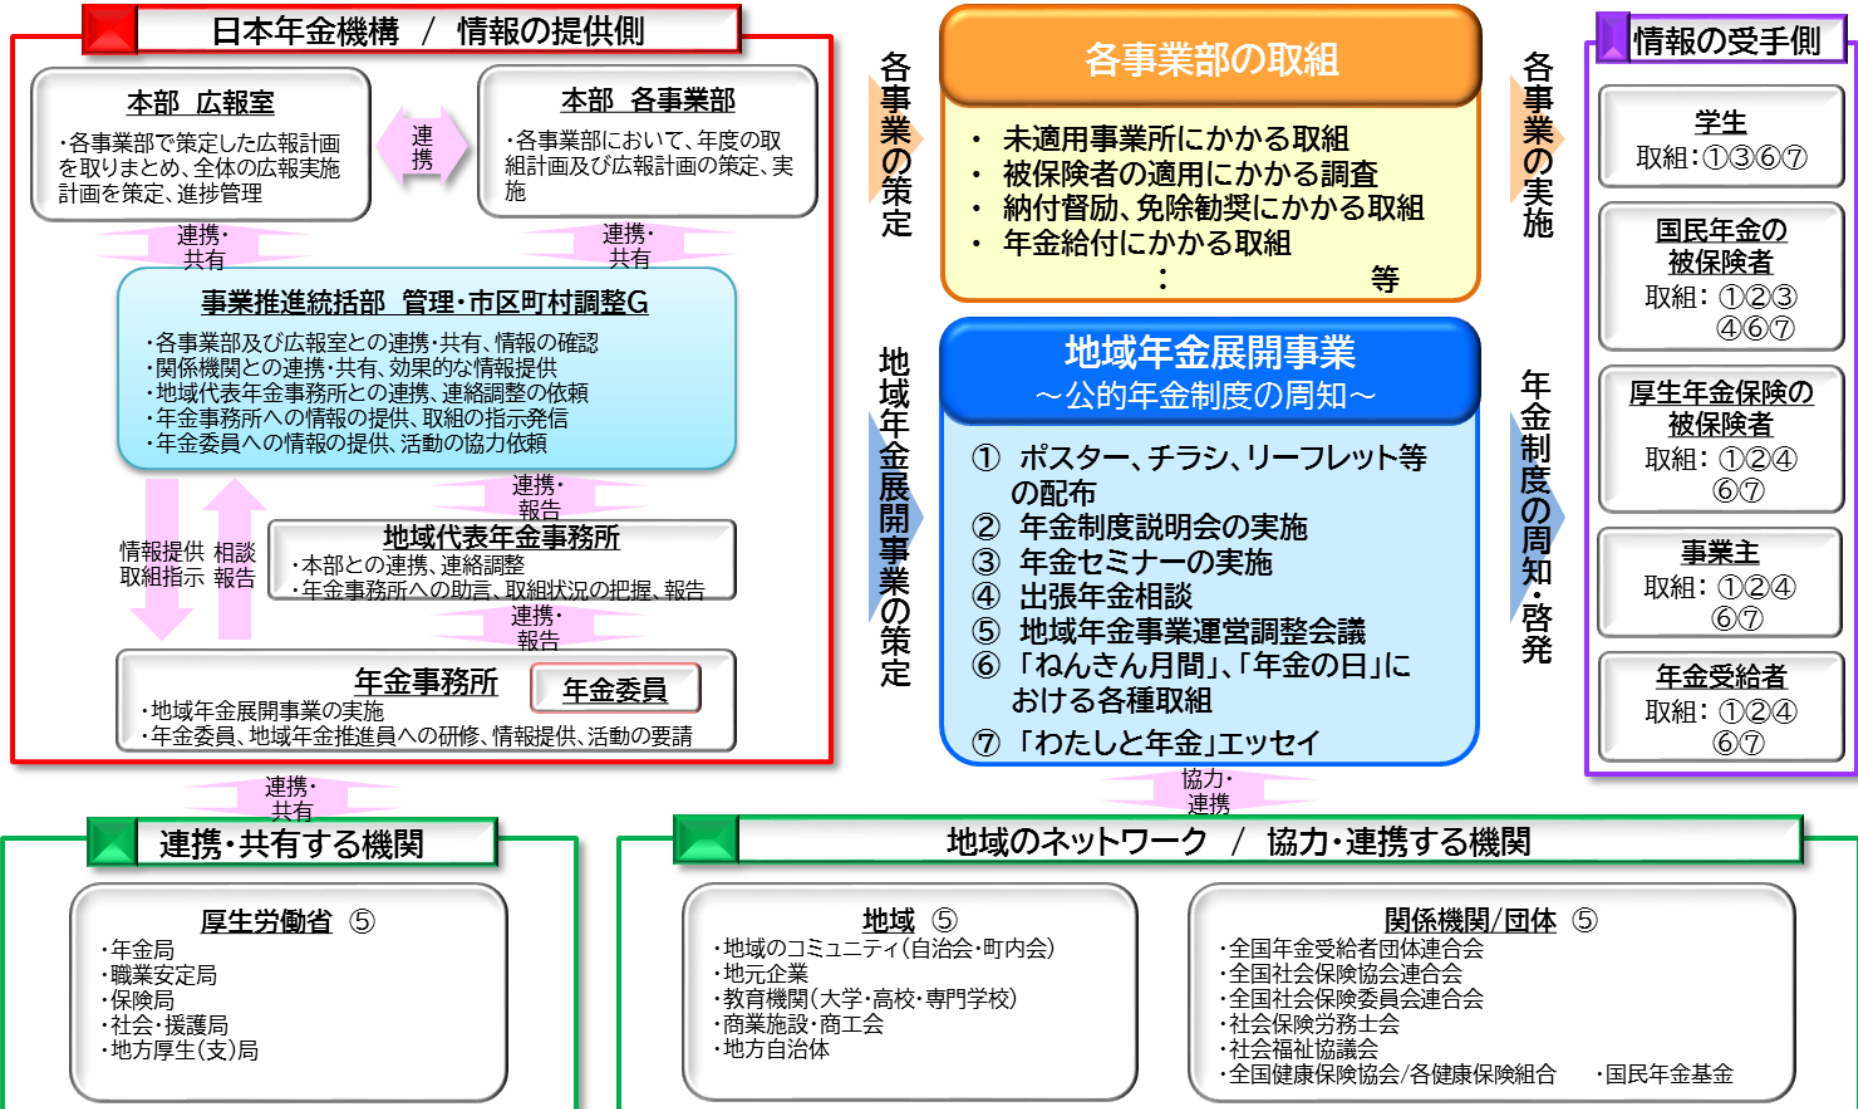 日本年金機構 / 情報の提供側
本部 広報室
・各事業部で策定した広報計画
を取りまとめ、全体の広報実施
計画を策定、進捗管理
連携
本部 各事業部
・各事業部において、年度の取
組計画及び広報計画の策定、実
施
連携・
共有
連携・
共有
事業推進統括部 管理・市区町村調整G
・各事業部及び広報室との連携・共有、情報の確認
・関係機関との連携・共有、効果的な情報提供
・地域代表年金事務所との連携、連絡調整の依頼
・年金事務所への情報の提供、取組の指示発信
・年金委員への情報の提供、活動の協力依頼
情報提供
取組指示
相談
報告
連携・
報告
地域代表年金事務所
・本部との連携、連絡調整
・年金事務所への助言、取組状況の把握、報告
連携・
報告
年金事務所
年金委員
・地域年金展開事業の実施
・年金委員、地域年金推進員への研修、情報提供、活動の要請
各事業の策定
地域年金展開事業の策定
各事業部の取組
・ 未適用事業所にかかる取組
・ 被保険者の適用にかかる調査
・ 納付督励、免除勧奨にかかる取組
・ 年金給付にかかる取組
： 等
地域年金展開事業
～公的年金制度の周知～
① ポスター、チラシ、リーフレット等
の配布
② 年金制度説明会の実施
③ 年金セミナーの実施
④ 出張年金相談
⑤ 地域年金事業運営調整会議
⑥ 「ねんきん月間」、「年金の日」に
おける各種取組
⑦ 「わたしと年金」エッセイ
各事業の実施
年金制度の周知・啓発
情報の受手側
学生
取組：①③⑥⑦
国民年金の
被保険者
取組： ①②③
④⑥⑦
厚生年金保険の
被保険者
取組： ①②④
⑥⑦
事業主
取組： ①②④
⑥⑦
年金受給者
取組： ①②④
⑥⑦
連携・
共有
連携・共有する機関
厚生労働省 ⑤
・年金局
・職業安定局
・保険局
・社会・援護局
・地方厚生(支)局
協力・
連携
地域のネットワーク / 協力・連携する機関
地域 ⑤
・地域のコミュニティ(自治会・町内会)
・地元企業
・教育機関(大学・高校・専門学校)
・商業施設・商工会
・地方自治体
関係機関/団体 ⑤
・全国年金受給者団体連合会
・全国社会保険協会連合会
・全国社会保険委員会連合会
・社会保険労務士会
・社会福祉協議会
・全国健康保険協会/各健康保険組合 ・国民年金基金